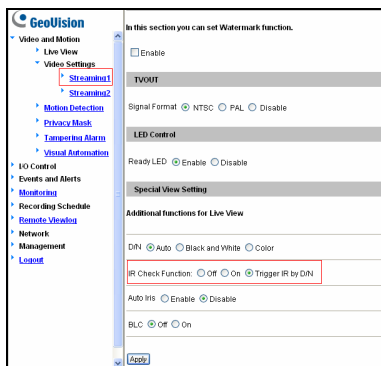 GeoVision
Video and Motion
Live View
Video Settings
Streaming1
Streaming2
Motion Detection
Privacy Mask
Tampering Alarm
Visual Automation
I/O Control
Events and Alerts
Monitoring
Recording Schedule
Remote Viewlog
Network
Management
Logout
In this section you can set Watermark function.
Enable
TVOUT
Signal Format NTSC PAL Disable
LED Control
Ready LED Enable Disable
Special View Setting
Additional functions for Live View
D/N Auto Black and White Color
IR Check Function: Off On Trigger IR by D/N
Auto Iris Enable Disable
BLC Off On
Apply